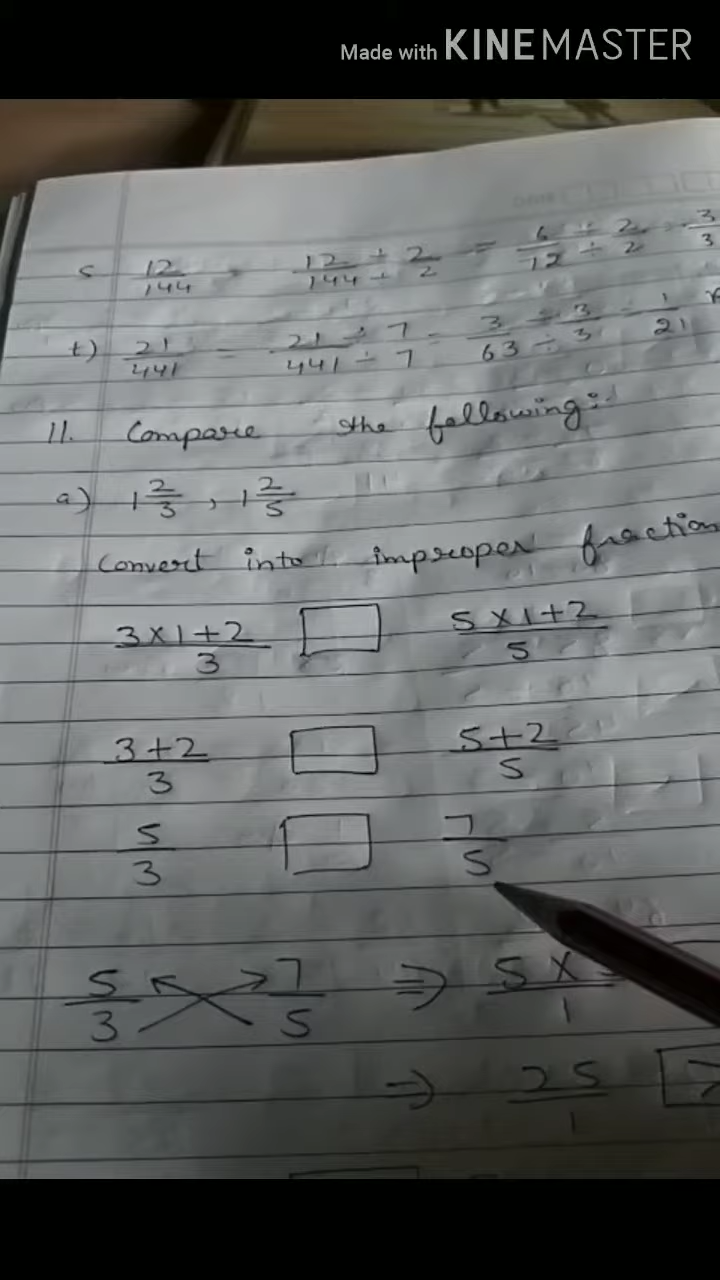 Made with KINEMASTER
s 12/144 = 12 ÷ 2/144 ÷ 2 = 6 ÷ 2/12 ÷ 2 = 3/3
t) 21/441 = 21 ÷ 7/441 ÷ 7 = 3 ÷ 3/63 ÷ 3 = 1/21
11. Compare the following:-
a) 1 2/3 , 1 2/5
Convert into improper fraction
3×1+2/3 □ 5×1+2/5
3+2/3 □ 5+2/5
5/3 □ 7/5
5/3 7/5 ⇒ 5×/1
⇒ 25/1 >